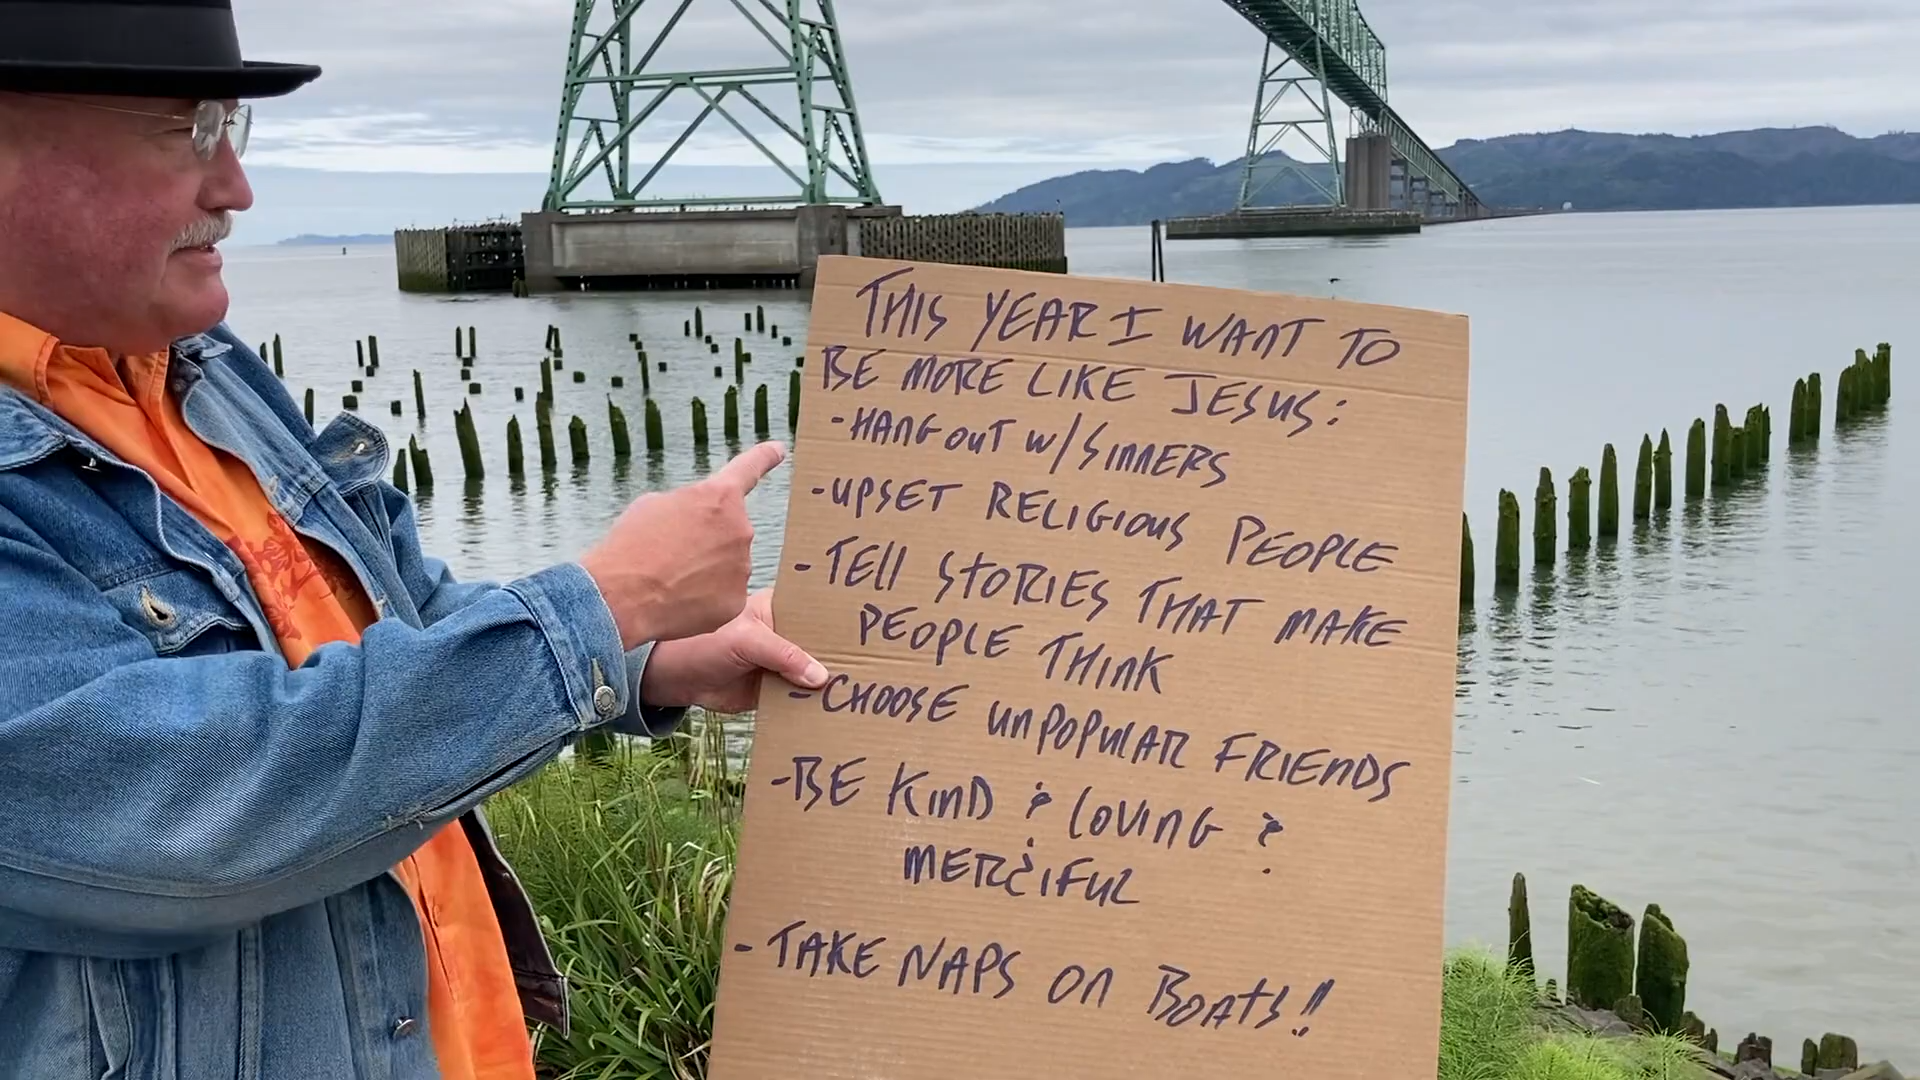 THIS YEAR I WANT TO
BE MORE LIKE JESUS:
-HANG OUT W/SINNERS
-UPSET RELIGIOUS PEOPLE
-TELL STORIES THAT MAKE
PEOPLE THINK
-CHOOSE UNPOPULAR FRIENDS
-BE KIND & LOVING &
MERCIFUL
-TAKE NAPS ON BOATS!!